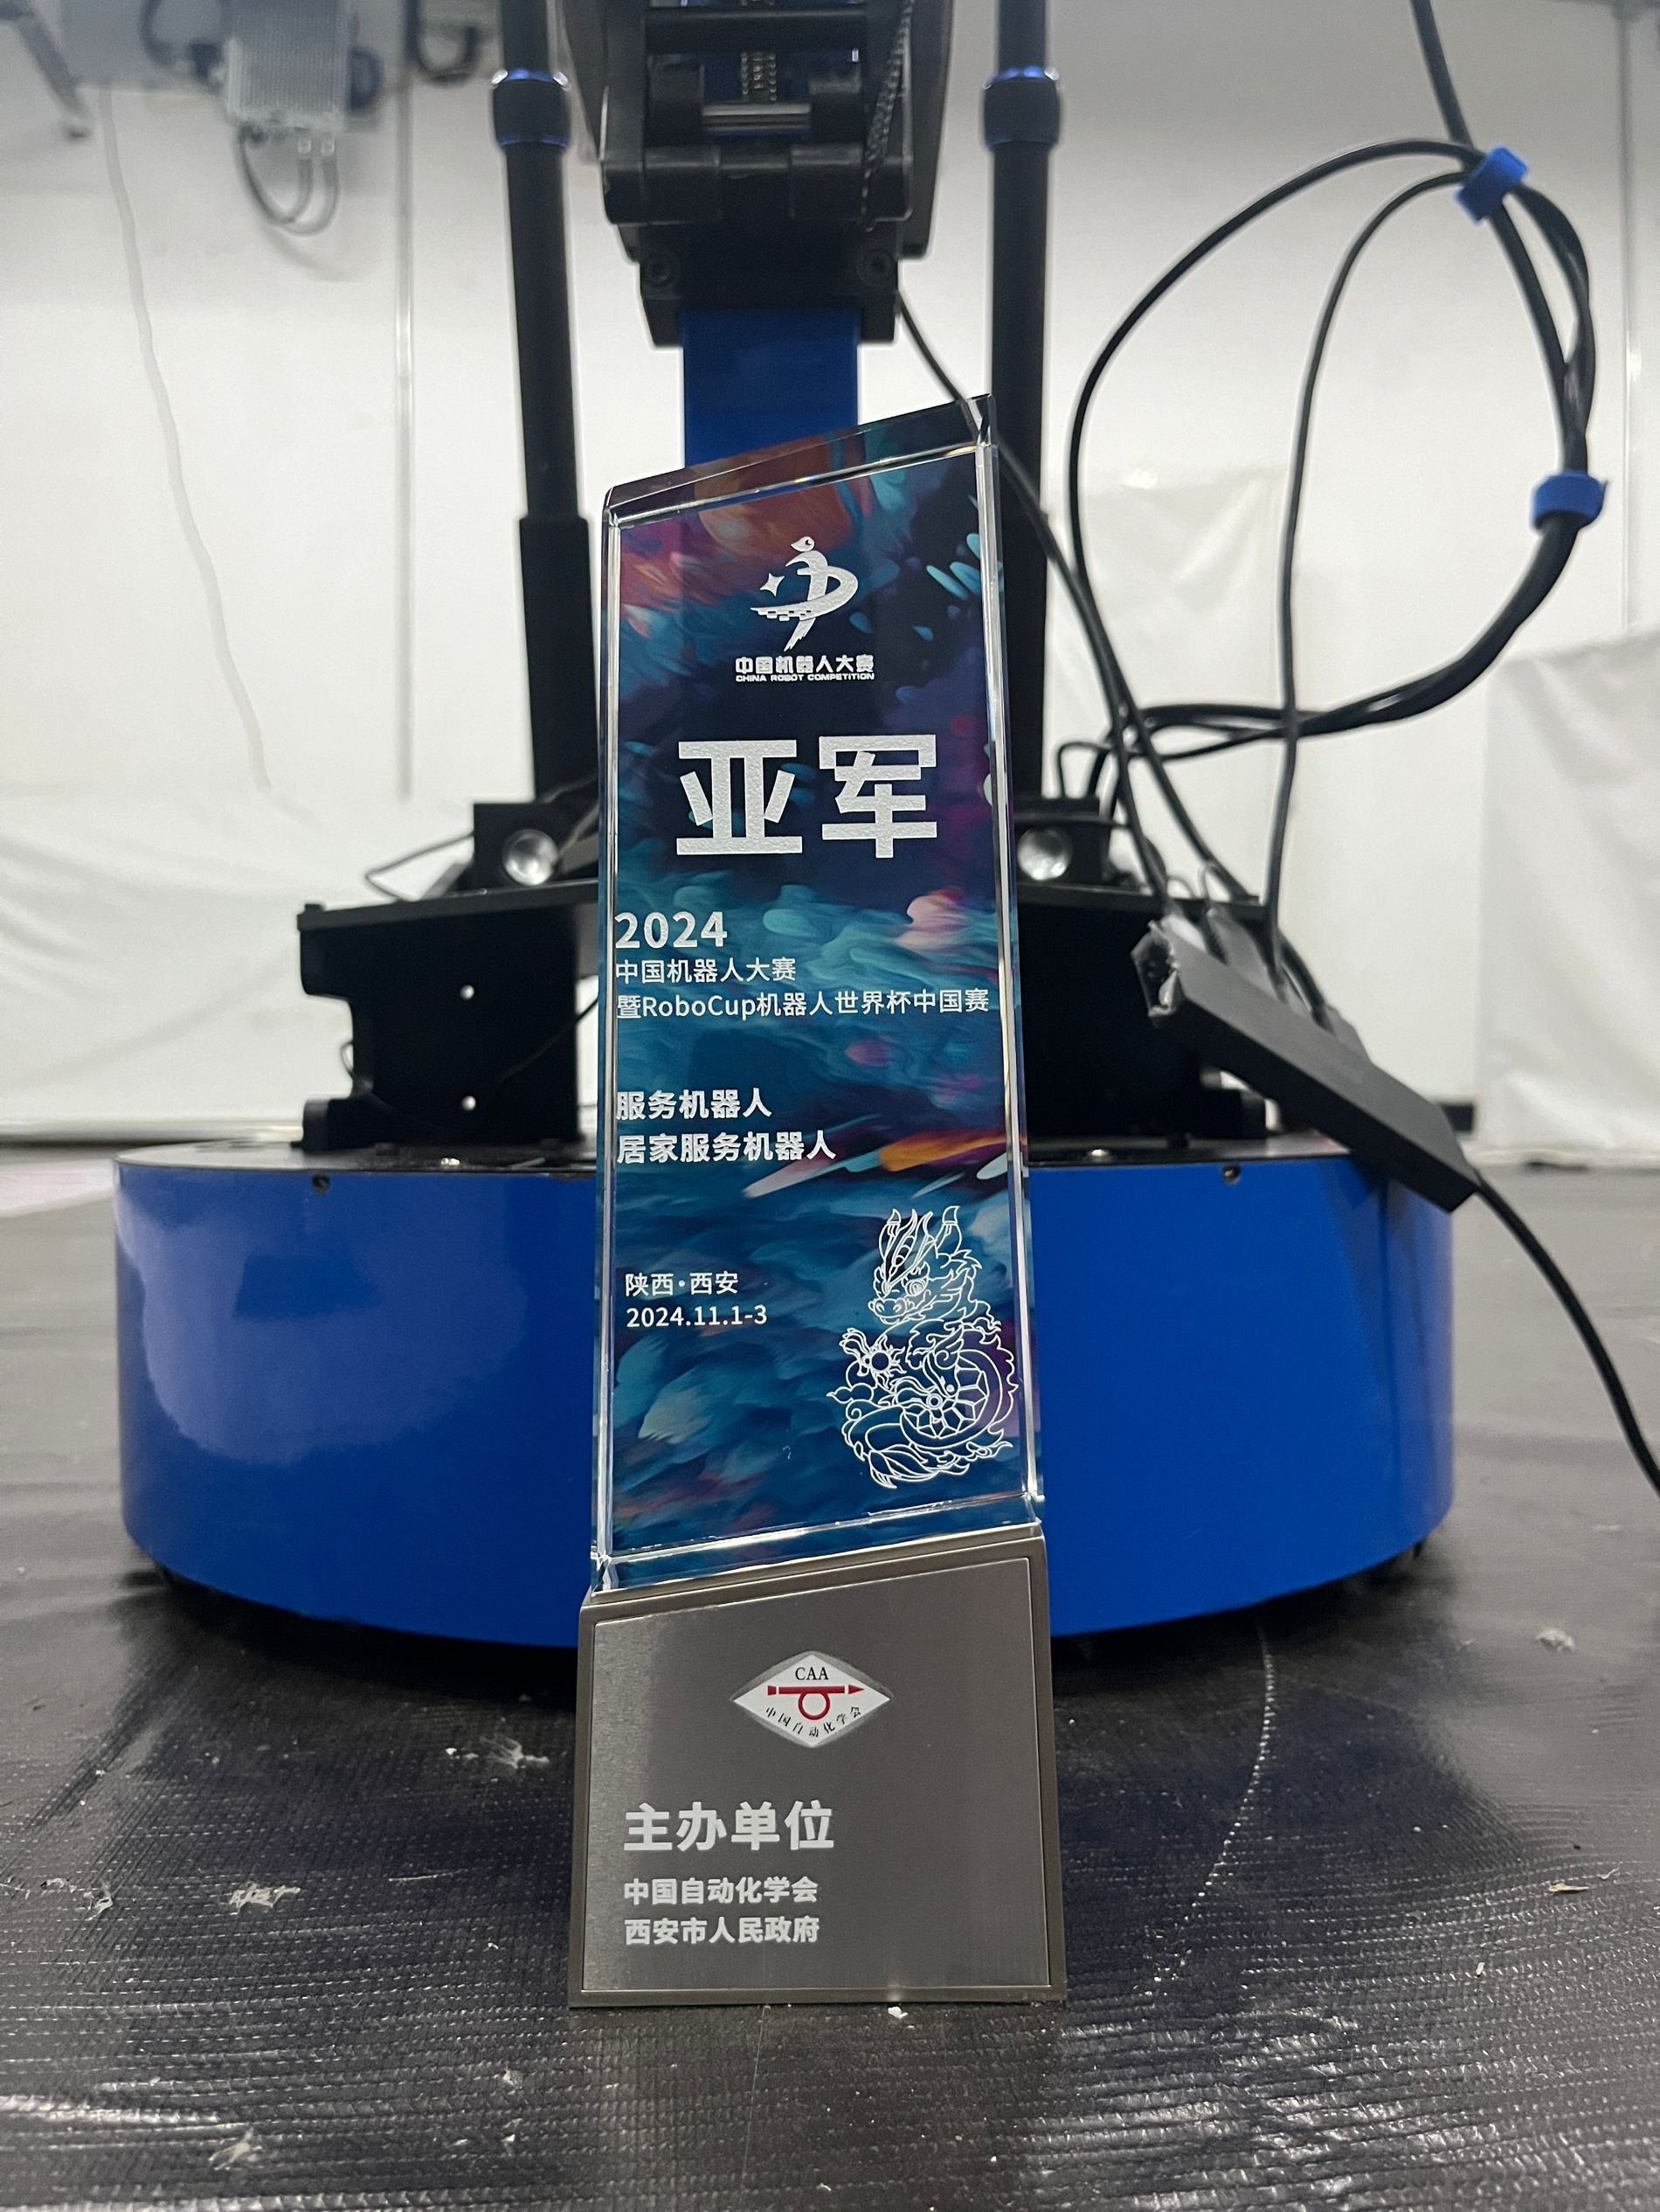 中国机器人大赛
CHINA ROBOT COMPETITION
亚军
2024
中国机器人大赛
暨RoboCup机器人世界杯中国赛
服务机器人
居家服务机器人
陕西·西安
2024.11.1-3
CAA
中国自动化学会
主办单位
中国自动化学会
西安市人民政府